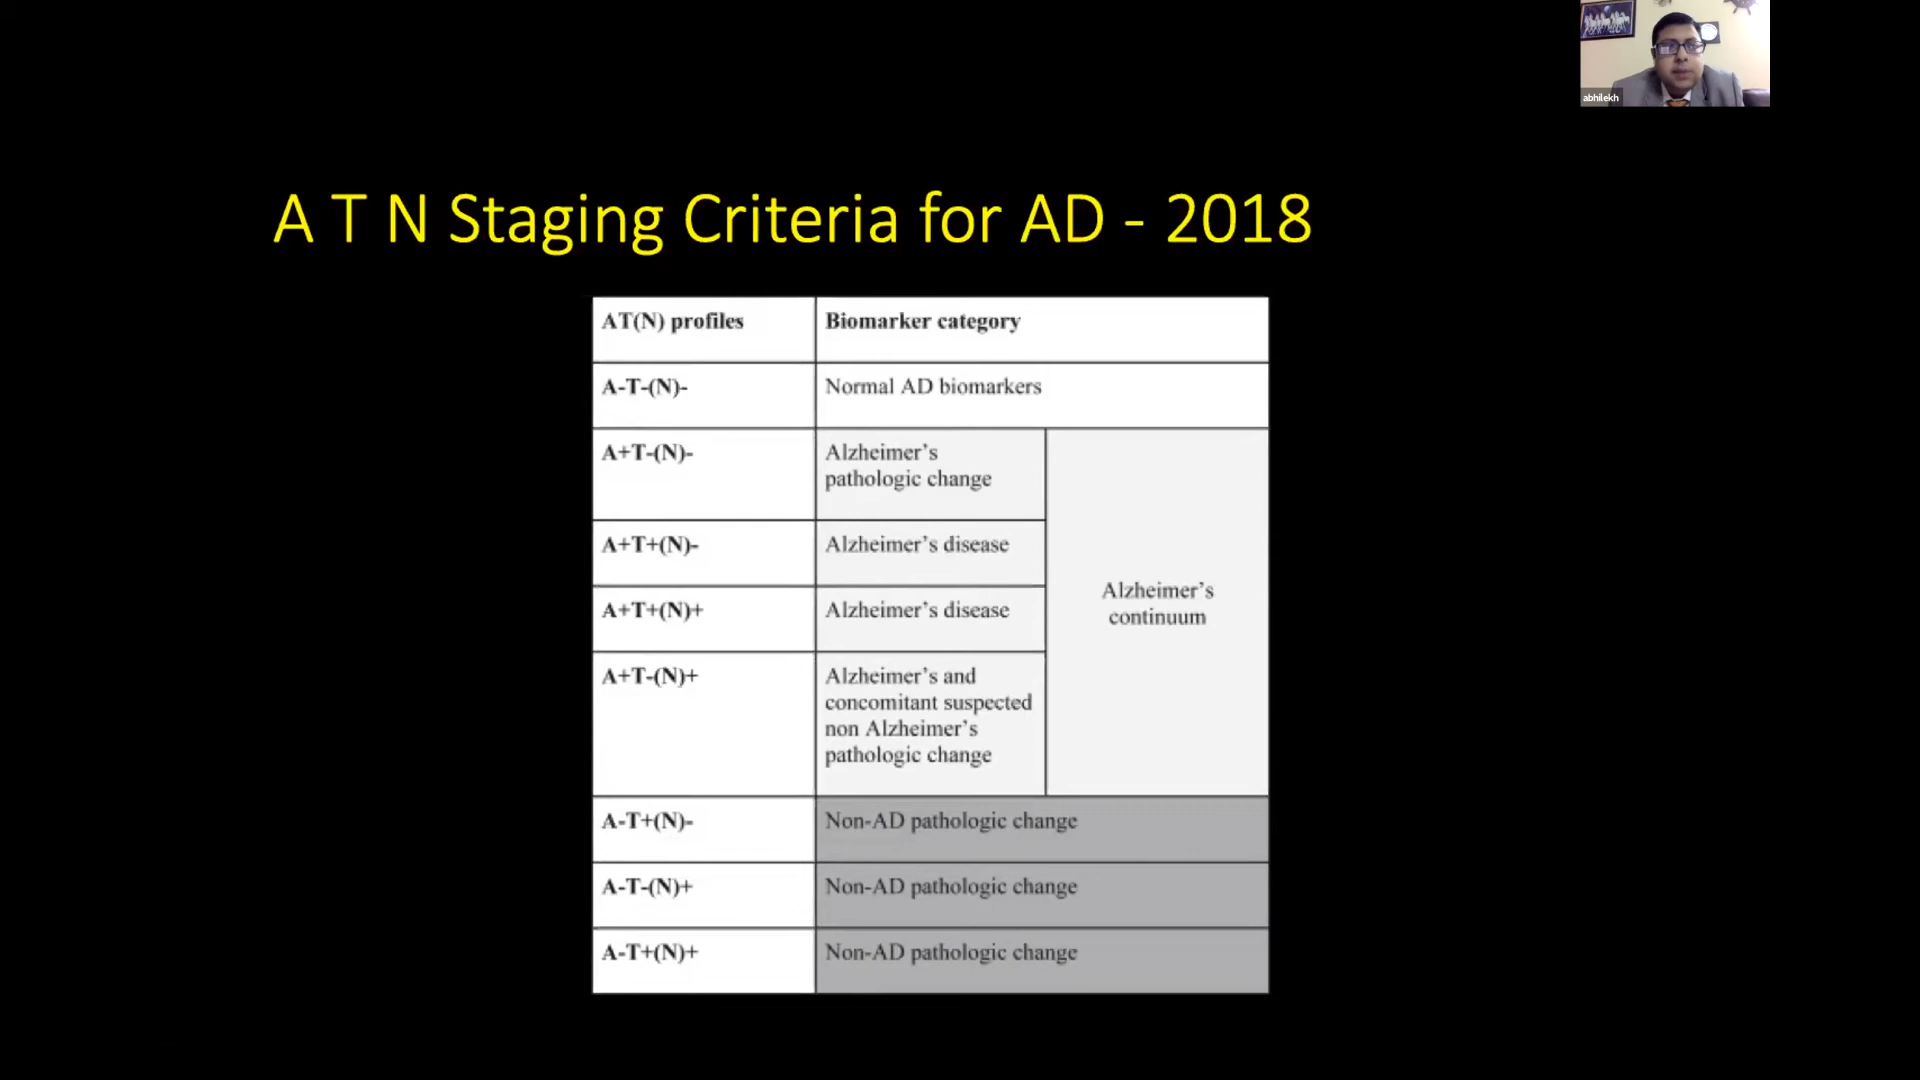 abhilekh
A T N Staging Criteria for AD - 2018
AT(N) profiles
Biomarker category
A-T-(N)-
Normal AD biomarkers
A+T-(N)-
Alzheimer's
pathologic change
A+T+(N)-
Alzheimer's disease
A+T+(N)+
Alzheimer's disease
A+T-(N)+
Alzheimer's and
concomitant suspected
non Alzheimer's
pathologic change
Alzheimer's
continuum
A-T+(N)-
Non-AD pathologic change
A-T-(N)+
Non-AD pathologic change
A-T+(N)+
Non-AD pathologic change